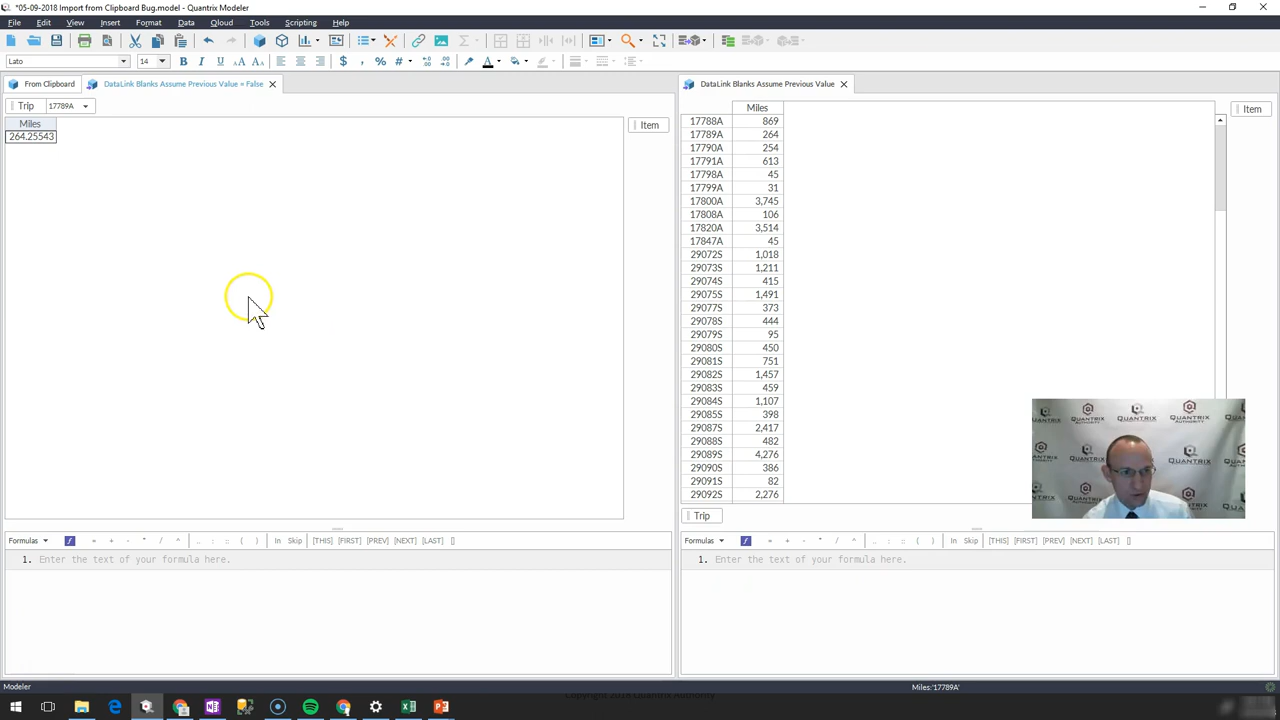 *05-09-2018 Import from Clipboard Bug.model - Quantrix Modeler
File Edit View Insert Format Data Qloud Tools Scripting Help
Lato 14 $ % #
From Clipboard DataLink Blanks Assume Previous Value = False
DataLink Blanks Assume Previous Value
Trip 17789A
Miles
264.25543
Item
Miles
17788A 869
17789A 264
17790A 254
17791A 613
17798A 45
17799A 31
17800A 3,745
17808A 106
17820A 3,514
17847A 45
29072S 1,018
29073S 1,211
29074S 415
29075S 1,491
29077S 373
29078S 444
29079S 95
29080S 450
29081S 751
29082S 1,457
29083S 459
29084S 1,107
29085S 398
29087S 2,417
29088S 482
29089S 4,276
29090S 386
29091S 82
29092S 2,276
Item
Trip
QUANTRIX
AUTHORITY
Formulas In Skip [THIS] [FIRST] [PREV] [NEXT] [LAST] []
1. Enter the text of your formula here.
Formulas In Skip [THIS] [FIRST] [PREV] [NEXT] [LAST] []
1. Enter the text of your formula here.
Modeler Miles:'17789A'
Copyright 2018 Quantrix Authority